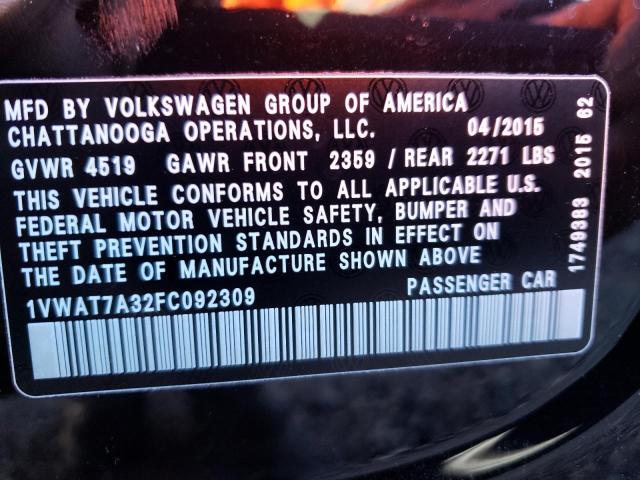 MFD BY VOLKSWAGEN GROUP OF AMERICA
CHATTANOOGA OPERATIONS, LLC. 04/2015
GVWR 4519 GAWR FRONT 2359 / REAR 2271 LBS
THIS VEHICLE CONFORMS TO ALL APPLICABLE U.S.
FEDERAL MOTOR VEHICLE SAFETY, BUMPER AND
THEFT PREVENTION STANDARDS IN EFFECT ON
THE DATE OF MANUFACTURE SHOWN ABOVE
1VWAT7A32FC092309 PASSENGER CAR
1749383 2015 62